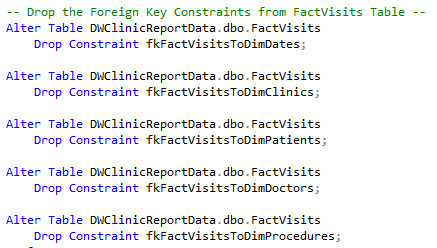 -- Drop the Foreign Key Constraints from FactVisits Table --
Alter Table DWClinicReportData.dbo.FactVisits
Drop Constraint fkFactVisitsToDimDates;
Alter Table DWClinicReportData.dbo.FactVisits
Drop Constraint fkFactVisitsToDimClinics;
Alter Table DWClinicReportData.dbo.FactVisits
Drop Constraint fkFactVisitsToDimPatients;
Alter Table DWClinicReportData.dbo.FactVisits
Drop Constraint fkFactVisitsToDimDoctors;
Alter Table DWClinicReportData.dbo.FactVisits
Drop Constraint fkFactVisitsToDimProcedures;